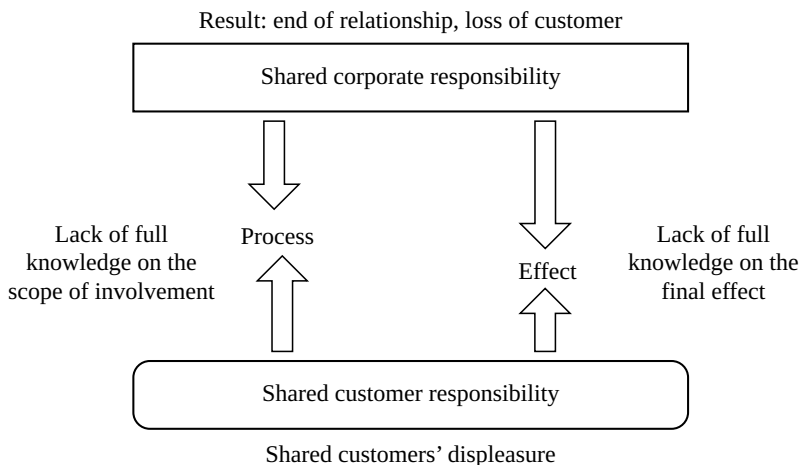 Result: end of relationship, loss of customer
Shared corporate responsibility
Lack of full
knowledge on the
scope of involvement
Process
Effect
Lack of full
knowledge on the
final effect
Shared customer responsibility
Shared customers’ displeasure